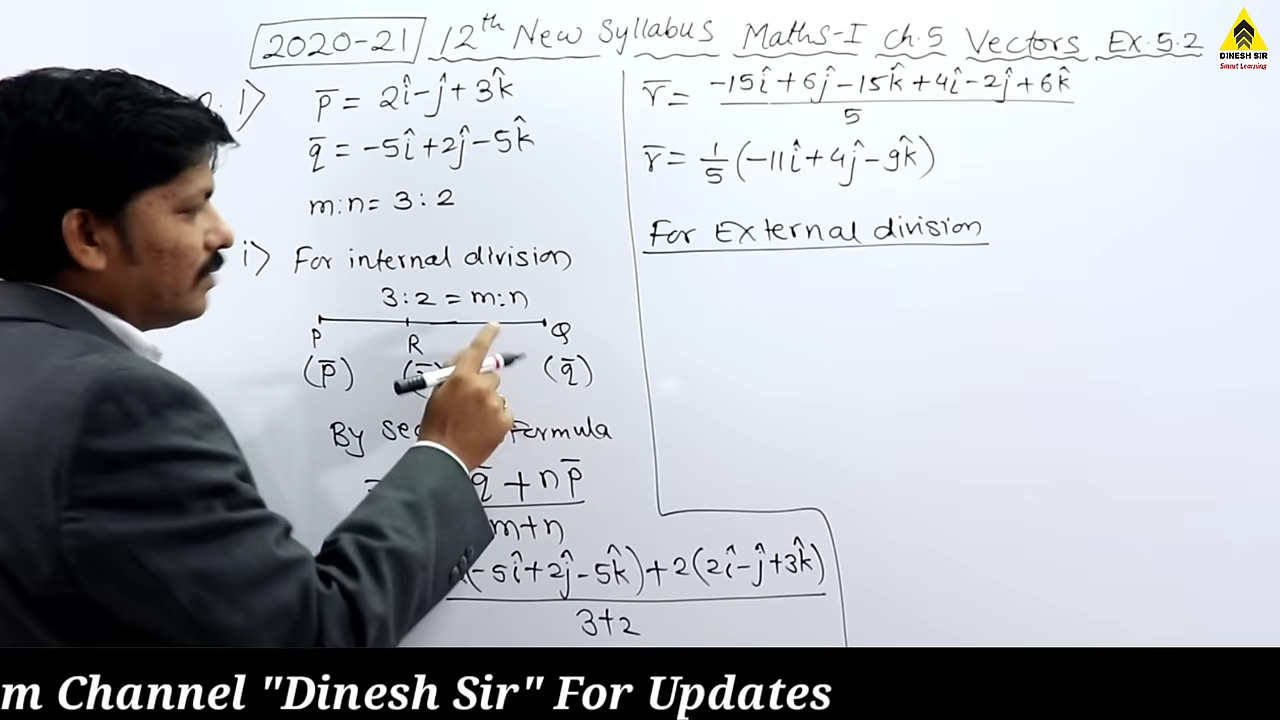 2020-21 12th New Syllabus Maths-I Ch.5 Vectors Ex.5.2
DINESH SIR
Smart Learning
1) p̄ = 2î-ĵ+3k̂
q̄ = -5î+2ĵ-5k̂
m:n= 3:2
i) For internal division
3:2 = m:n
P R Q
(p̄) (q̄)
By Formula
q̄ + np̄
m+n
(-5î+2ĵ-5k̂)+2(2î-ĵ+3k̂)
3+2
r̄ = -15î+6ĵ-15k̂+4î-2ĵ+6k̂
5
r̄ = 1/5 (-11î+4ĵ-9k̂)
For External division
m Channel "Dinesh Sir" For Updates